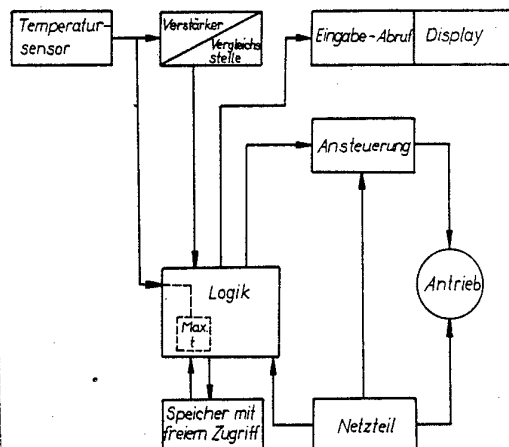 Temperatur-
sensor
Verstärker
Vergleichs
stelle
Eingabe-Abruf
Display
Ansteuerung
Logik
Max.
t
Antrieb
Speicher mit
freiem Zugriff
Netzteil